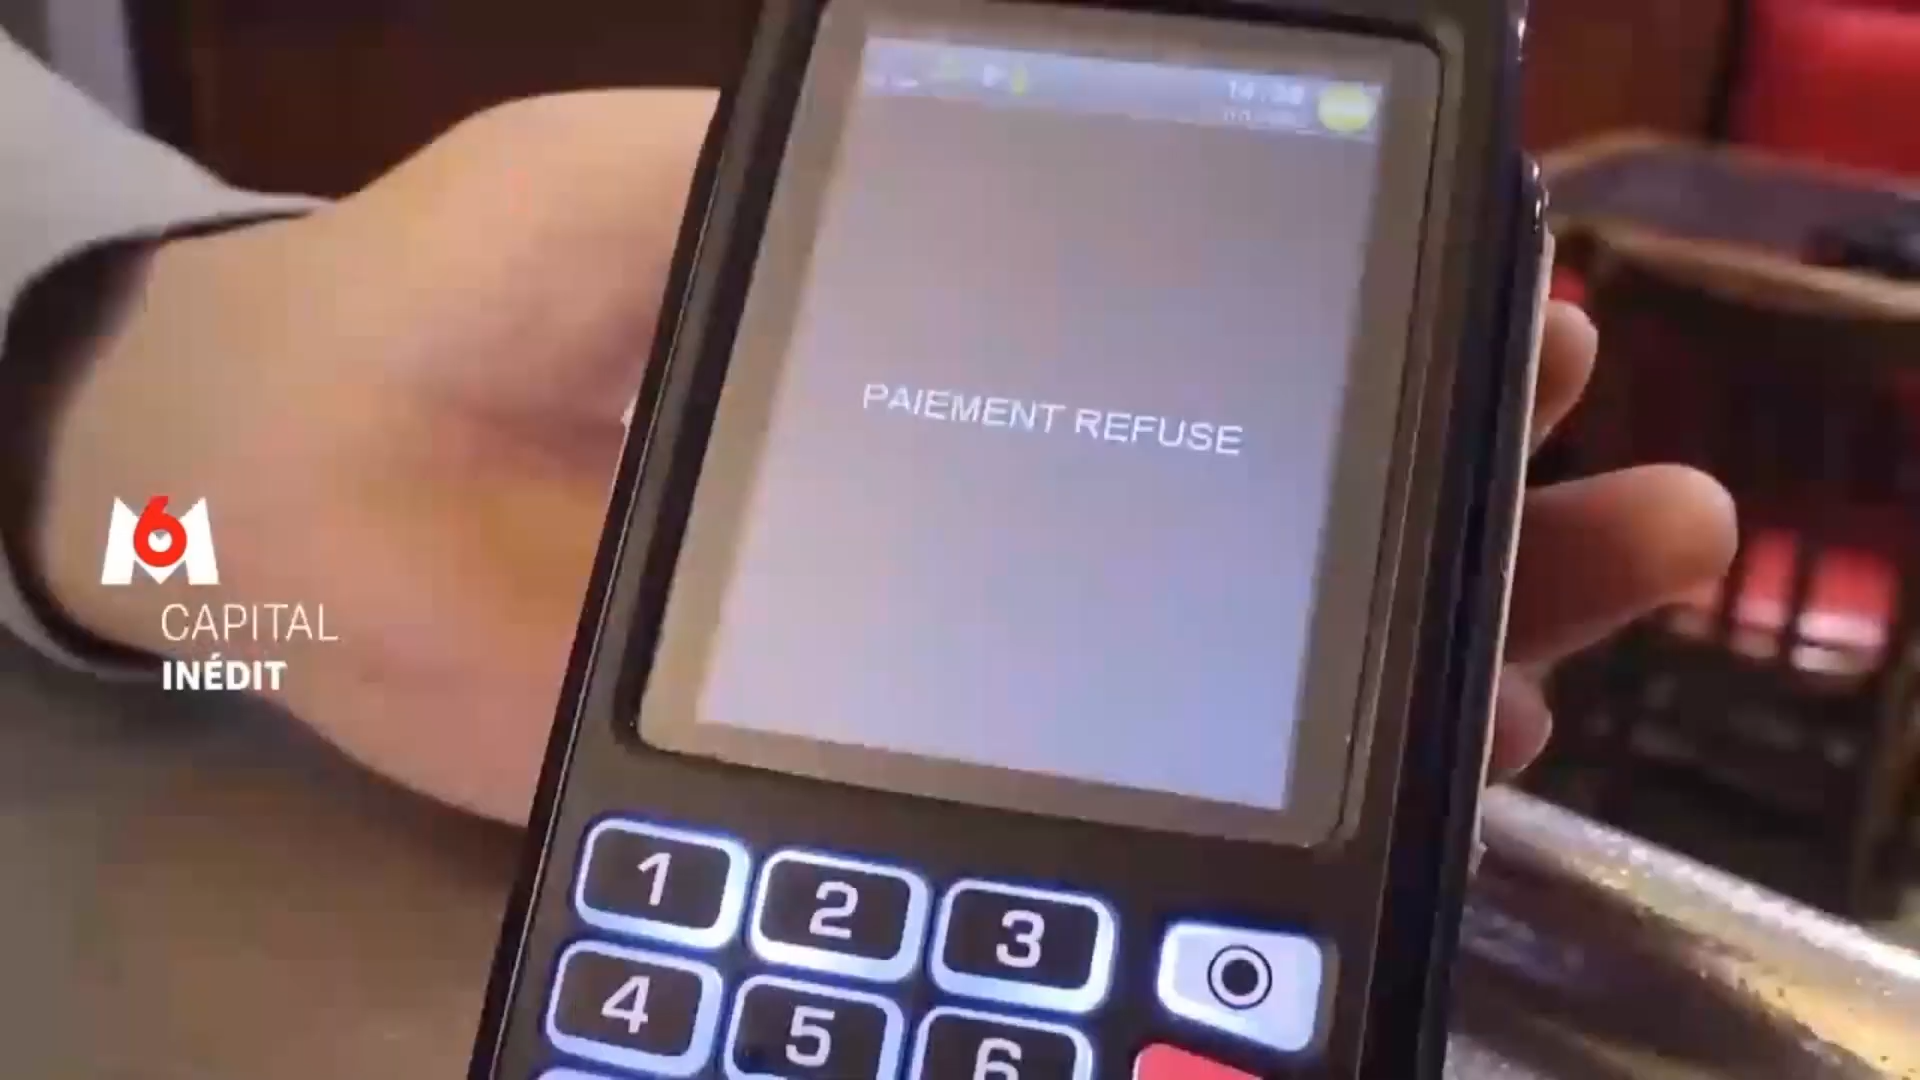 PAIEMENT REFUSE
M6
CAPITAL
INÉDIT
1 2 3
4 5 6